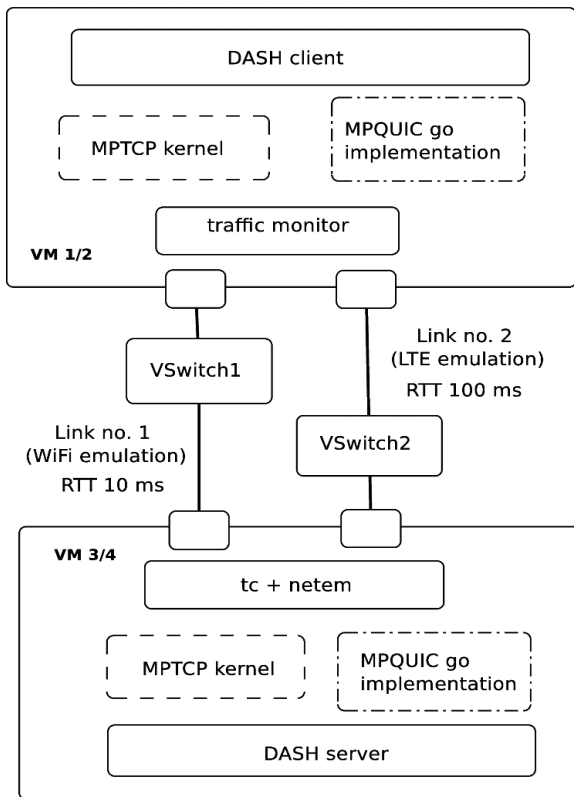 DASH client
MPTCP kernel
MPQUIC go
implementation
traffic monitor
VM 1/2
Link no. 2
(LTE emulation)
RTT 100 ms
VSwitch1
Link no. 1
(WiFi emulation)
RTT 10 ms
VSwitch2
VM 3/4
tc + netem
MPTCP kernel
MPQUIC go
implementation
DASH server